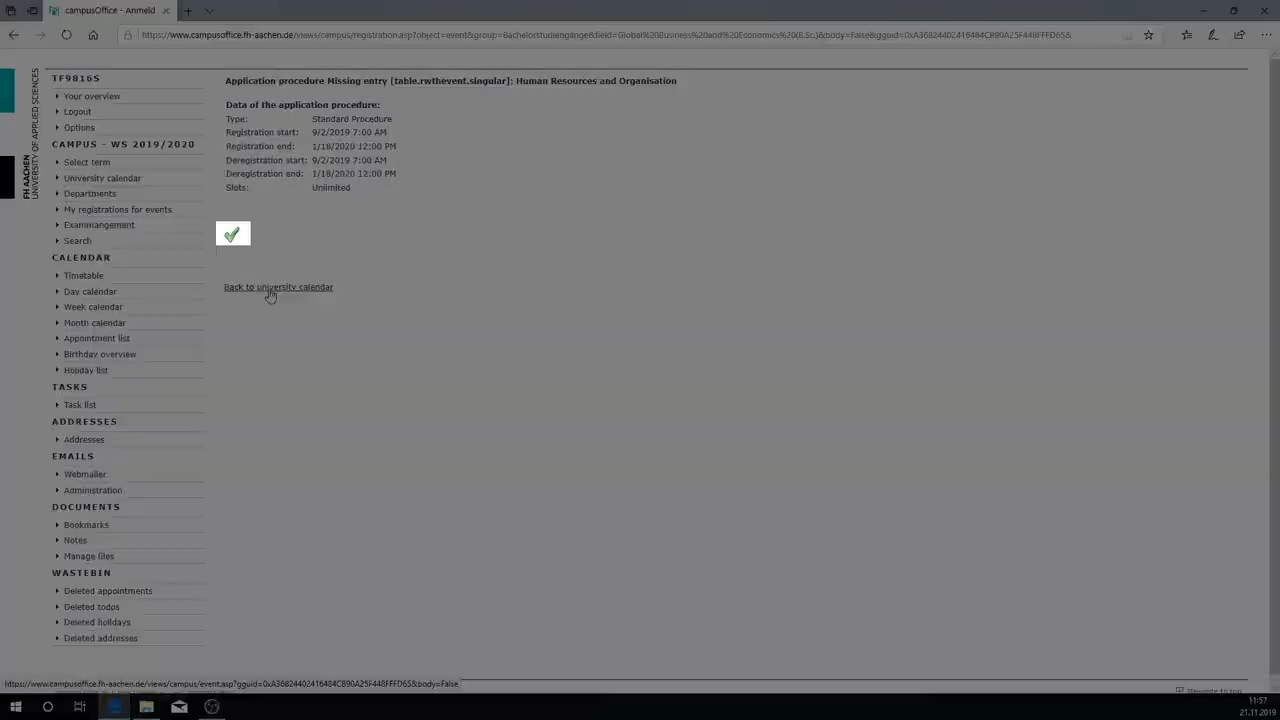 campusOffice - Anmeld
https://www.campusoffice.fh-aachen.de/views/campus/registration.asp?object=event&group=Bachelorstudiengänge&field=Global%20Business%20and%20Economics%20(B.Sc.)&body=False&gguid=0xA36824402416484CB90A25F448FFFD65&
FH AACHEN
UNIVERSITY OF APPLIED SCIENCES
TF9816S
Your overview
Logout
Options
CAMPUS - WS 2019/2020
Select term
University calendar
Departments
My registrations for events
Exammangement
Search
CALENDAR
Timetable
Day calendar
Week calendar
Month calendar
Appointment list
Birthday overview
Holiday list
TASKS
Task list
ADDRESSES
Addresses
EMAILS
Webmailer
Administration
DOCUMENTS
Bookmarks
Notes
Manage files
WASTEBIN
Deleted appointments
Deleted todos
Deleted holidays
Deleted addresses
Application procedure Missing entry [table.rwthevent.singular]: Human Resources and Organisation
Data of the application procedure:
Type: Standard Procedure
Registration start: 9/2/2019 7:00 AM
Registration end: 1/18/2020 12:00 PM
Deregistration start: 9/2/2019 7:00 AM
Deregistration end: 1/18/2020 12:00 PM
Slots: Unlimited
Back to university calendar
https://www.campusoffice.fh-aachen.de/views/campus/event.asp?gguid=0xA36824402416484CB90A25F448FFFD65&body=False
11:57
21.11.2019